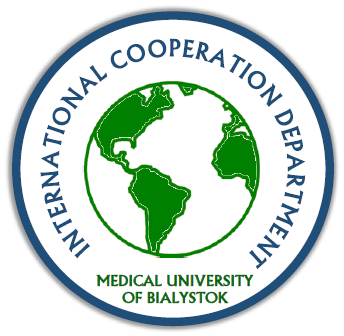 INTERNATIONAL COOPERATION DEPARTMENT
MEDICAL UNIVERSITY
OF BIALYSTOK